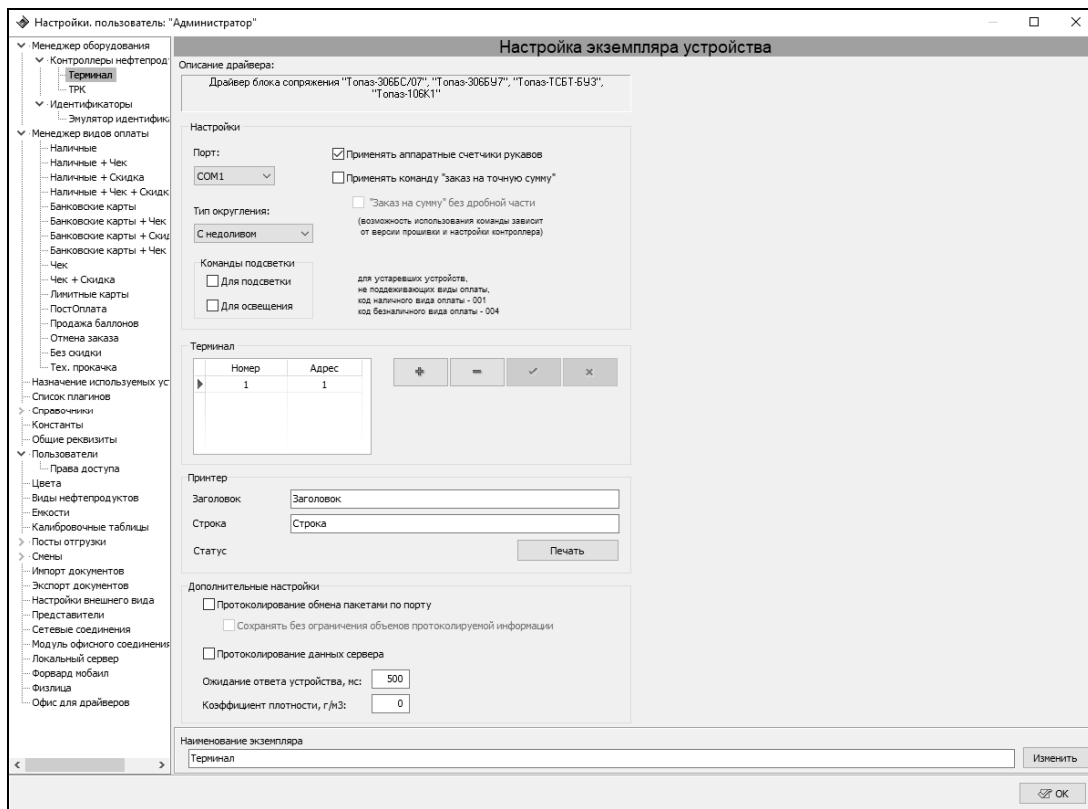 Настройки. пользователь: "Администратор"
Менеджер оборудования
Контроллеры нефтепрод
Терминал
ТРК
Идентификаторы
Эмулятор идентифик
Менеджер видов оплаты
Наличные
Наличные + Чек
Наличные + Скидка
Наличные + Чек + Скидк
Банковские карты
Банковские карты + Чек
Банковские карты + Скид
Банковские карты + Чек
Чек
Чек + Скидка
Лимитные карты
ПостОплата
Продажа баллонов
Отмена заказа
Без скидки
Тех. прокачка
Назначение используемых ус
Список плагинов
Справочники
Константы
Общие реквизиты
Пользователи
Права доступа
Цвета
Виды нефтепродуктов
Емкости
Калибровочные таблицы
Посты отгрузки
Смены
Импорт документов
Экспорт документов
Настройки внешнего вида
Представители
Сетевые соединения
Модуль офисного соединения
Локальный сервер
Форвард мобаил
Физлица
Офис для драйверов
Настройка экземпляра устройства
Описание драйвера:
Драйвер блока сопряжения "Топаз-306БС/07", "Топаз-306БУ7", "Топаз-ТСБТ-БУ3",
"Топаз-106К1"
Настройки
Порт:
COM1
Тип округления:
С недоливом
Команды подсветки
Для подсветки
Для освещения
Применять аппаратные счетчики рукавов
Применять команду "заказ на точную сумму"
"Заказ на сумму" без дробной части
(возможность использования команды зависит
от версии прошивки и настройки контроллера)
для устаревших устройств,
не поддеживающих виды оплаты,
код наличного вида оплаты - 001
код безналичного вида оплаты - 004
Терминал
Номер Адрес
1 1
Принтер
Заголовок Заголовок
Строка Строка
Статус Печать
Дополнительные настройки
Протоколирование обмена пакетами по порту
Сохранять без ограничения объемов протоколируемой информации
Протоколирование данных сервера
Ожидание ответа устройства, мс: 500
Коэффициент плотности, г/м3: 0
Наименование экземпляра
Терминал Изменить
ОК